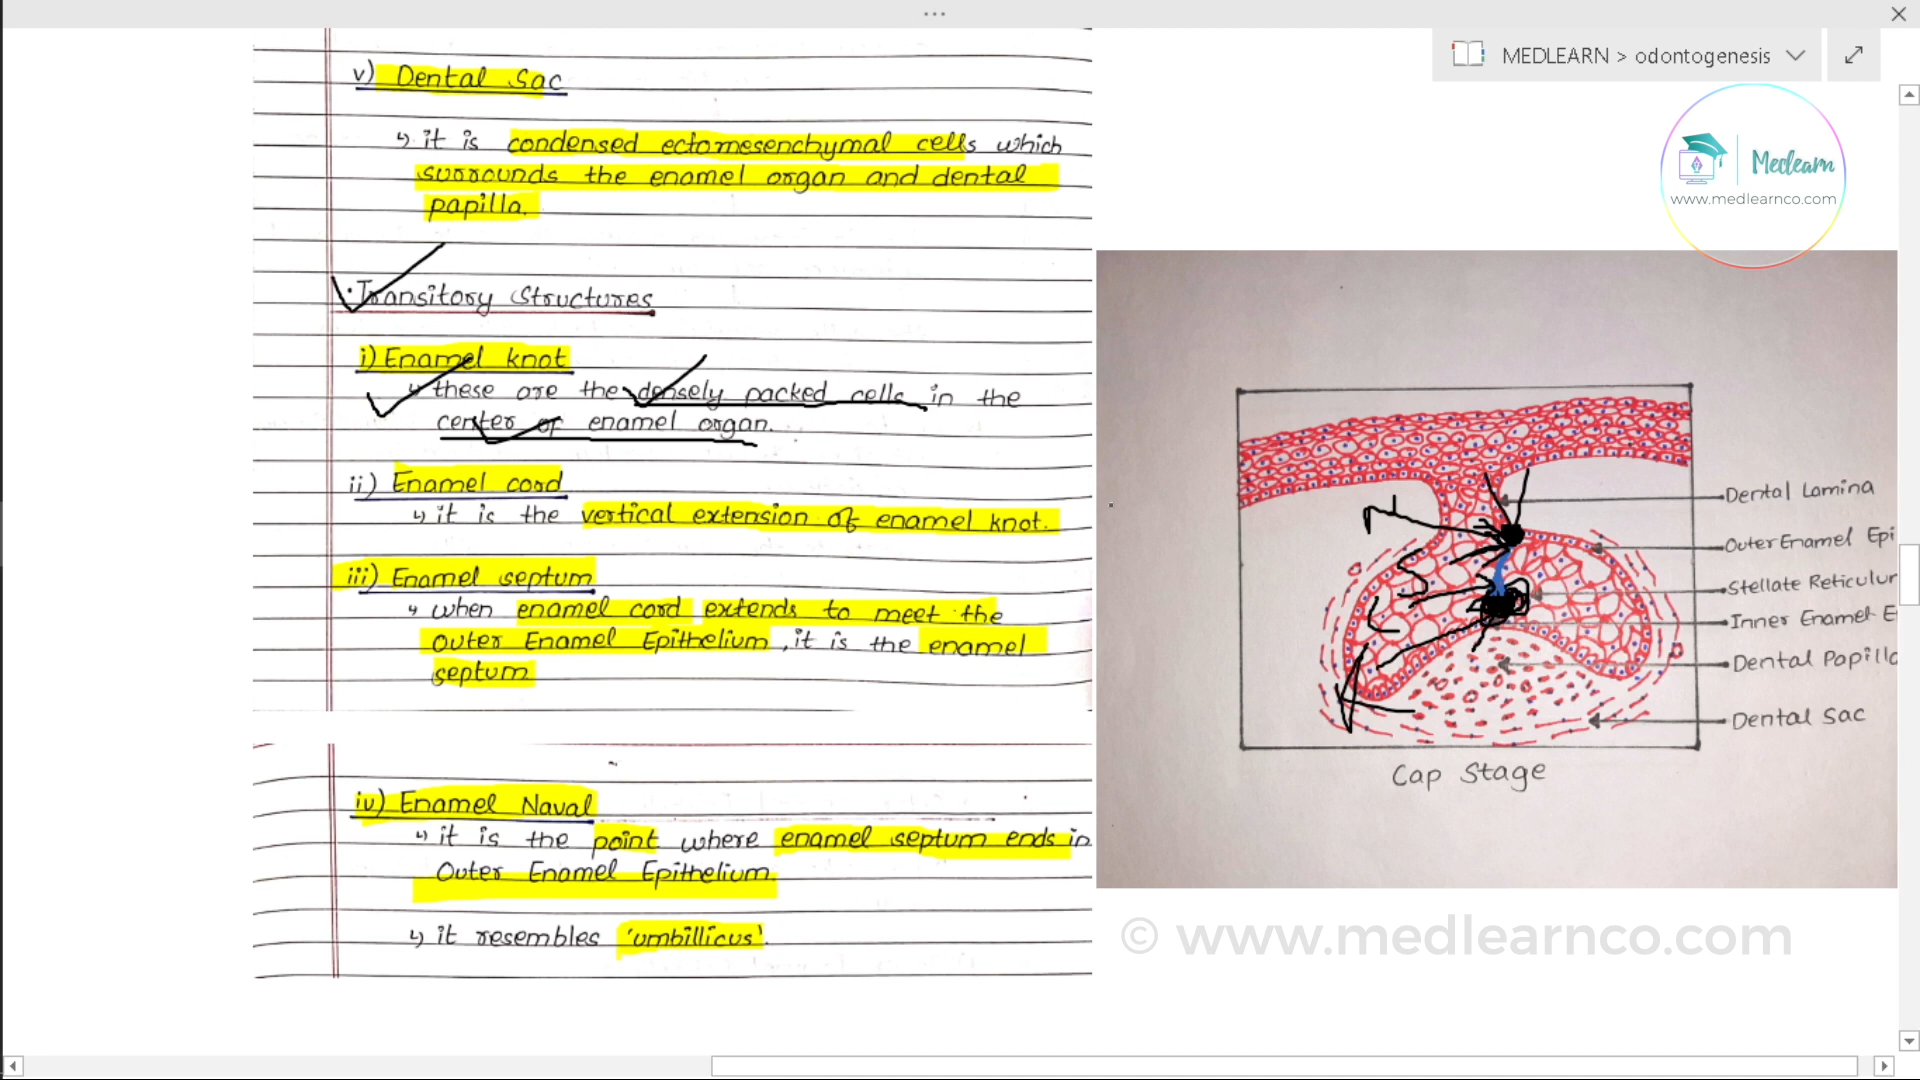 MEDLEARN > odontogenesis
Medlearn
www.medlearnco.com
v) Dental Sac
↳ it is condensed ectomesenchymal cells which
surrounds the enamel organ and dental
papilla.
• Transitory Structures
i) Enamel knot
↳ these are the densely packed cells in the
center of enamel organ.
ii) Enamel cord
↳ it is the vertical extension of enamel knot.
iii) Enamel septum
↳ when enamel cord extends to meet the
Outer Enamel Epithelium, it is the enamel
septum
iv) Enamel Naval
↳ it is the point where enamel septum ends in
Outer Enamel Epithelium.
↳ it resembles 'umbillicus'.
Dental Lamina
Outer Enamel Epi
Stellate Reticulur
Inner Enamel E
Dental Papilla
Dental Sac
Cap Stage
© www.medlearnco.com